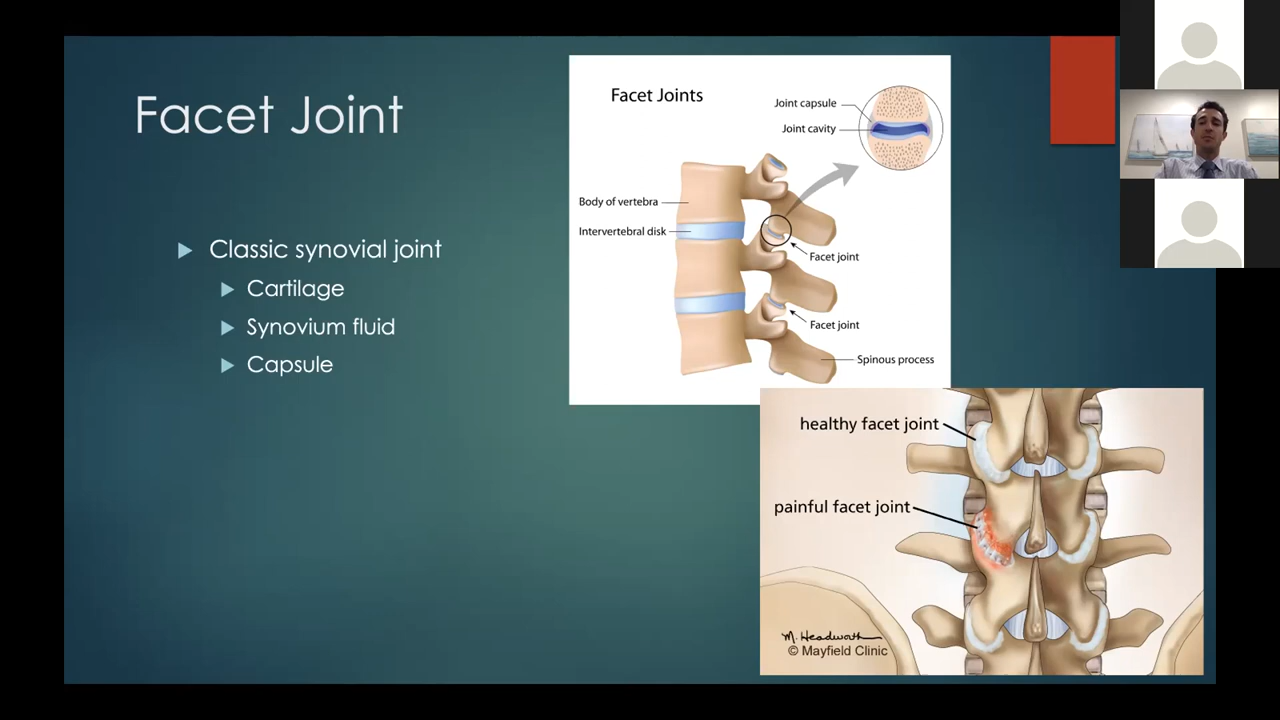 Facet Joint
Classic synovial joint
Cartilage
Synovium fluid
Capsule
Facet Joints
Joint capsule
Joint cavity
Body of vertebra
Intervertebral disk
Facet joint
Facet joint
Spinous process
healthy facet joint
painful facet joint
M. Headworth
© Mayfield Clinic